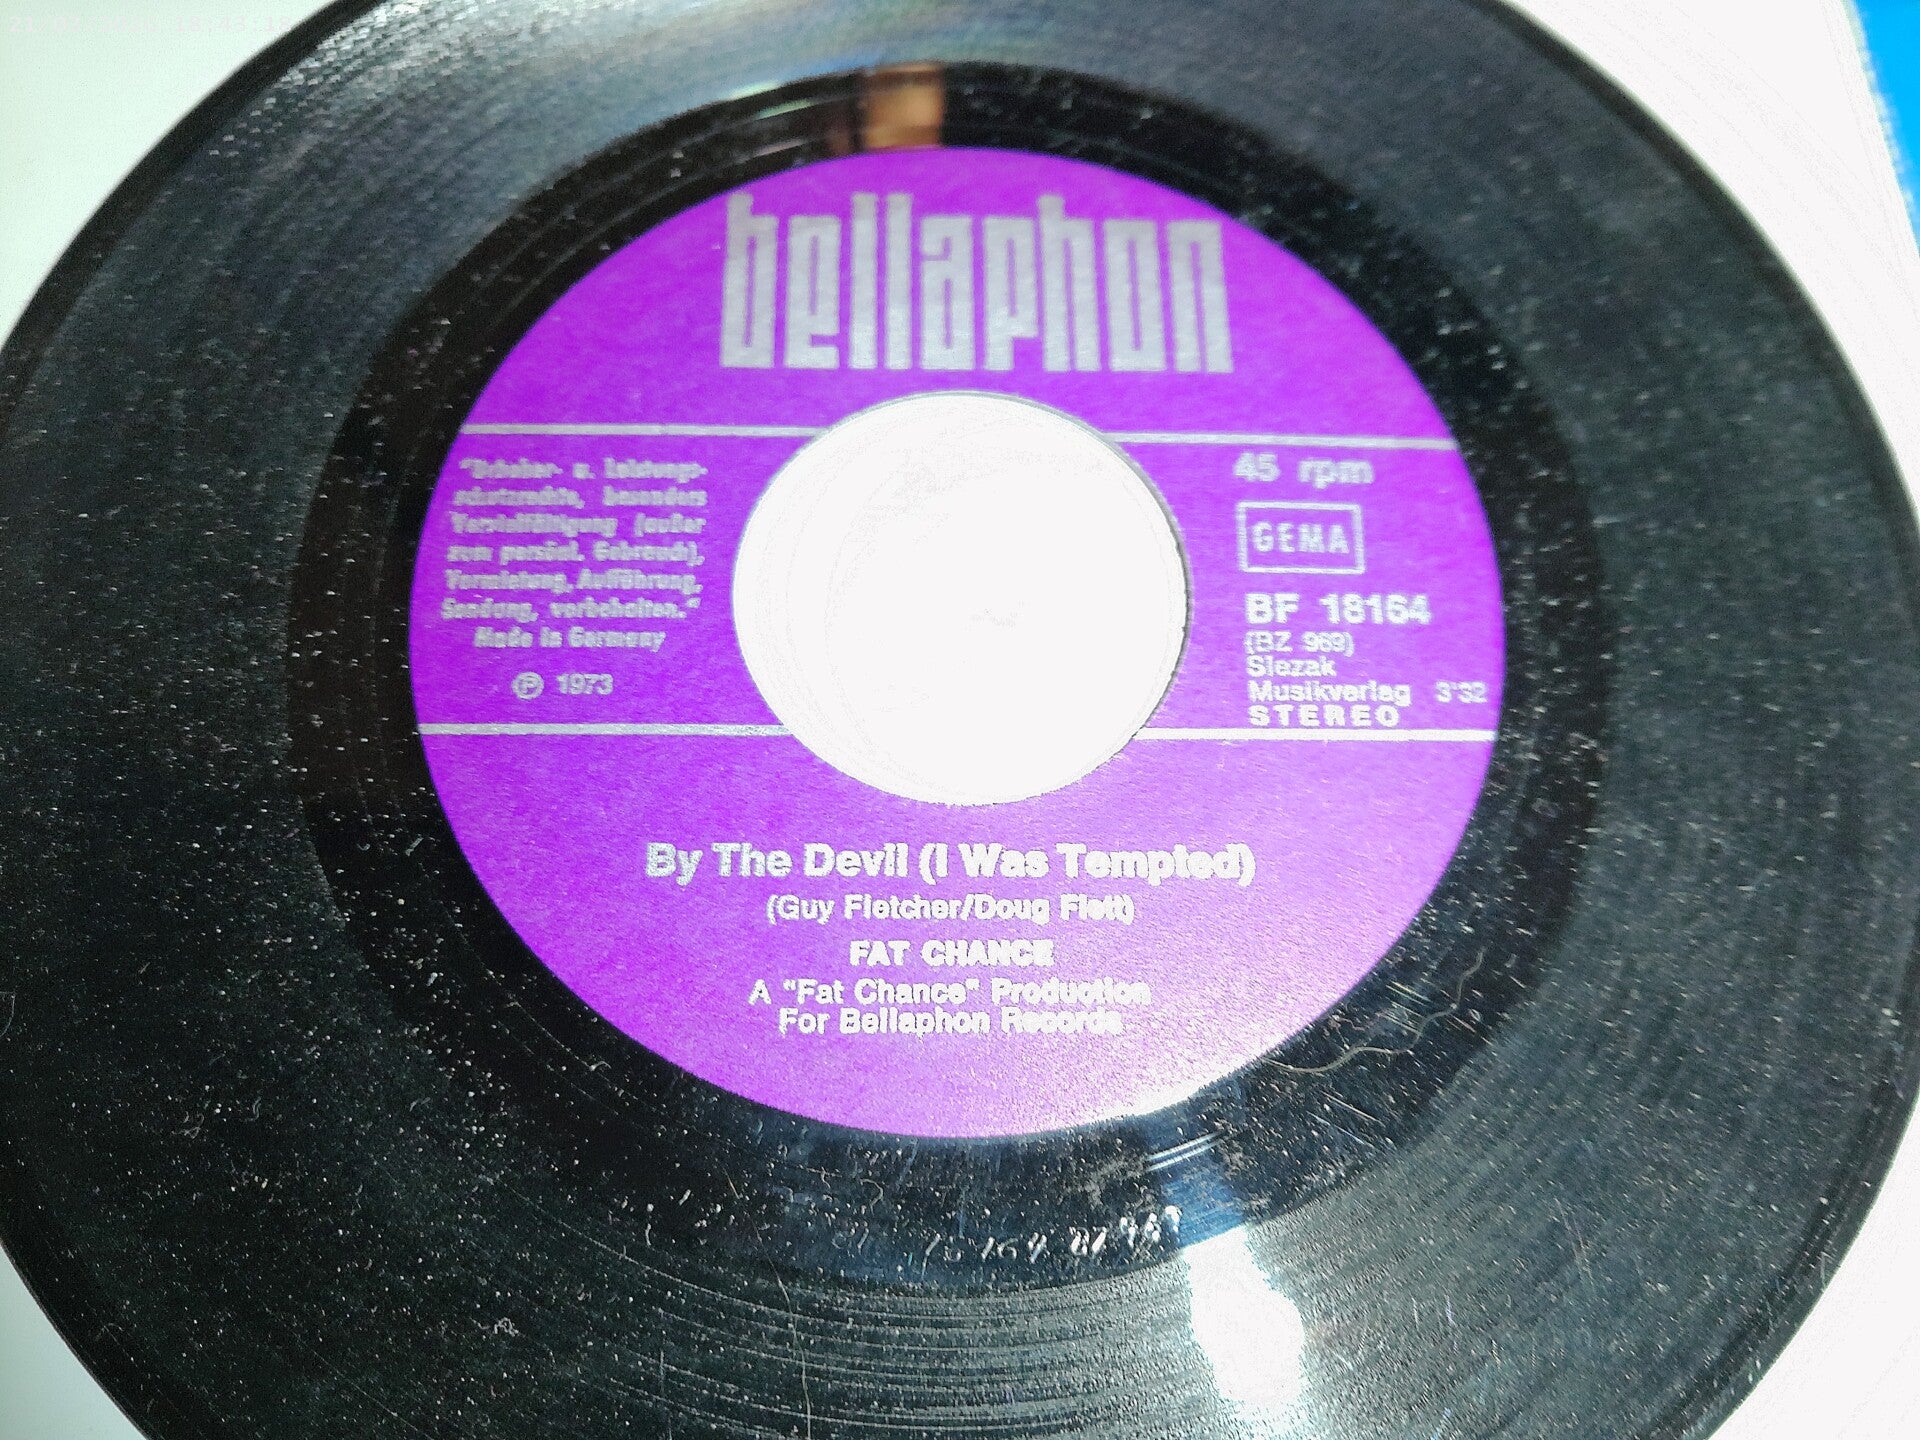 bellaphon
"Urheber- u. Leistungs-
schutzrechte, besonders
Vervielfältigung (außer
zum persönl. Gebrauch),
Vermietung, Aufführung,
Sendung, vorbehalten."
Made in Germany
℗ 1973
45 rpm
GEMA
BF 18164
(BZ 969)
Slezak
Musikverlag 3'32
STEREO
By The Devil (I Was Tempted)
(Guy Fletcher/Doug Flett)
FAT CHANCE
A "Fat Chance" Production
For Bellaphon Records